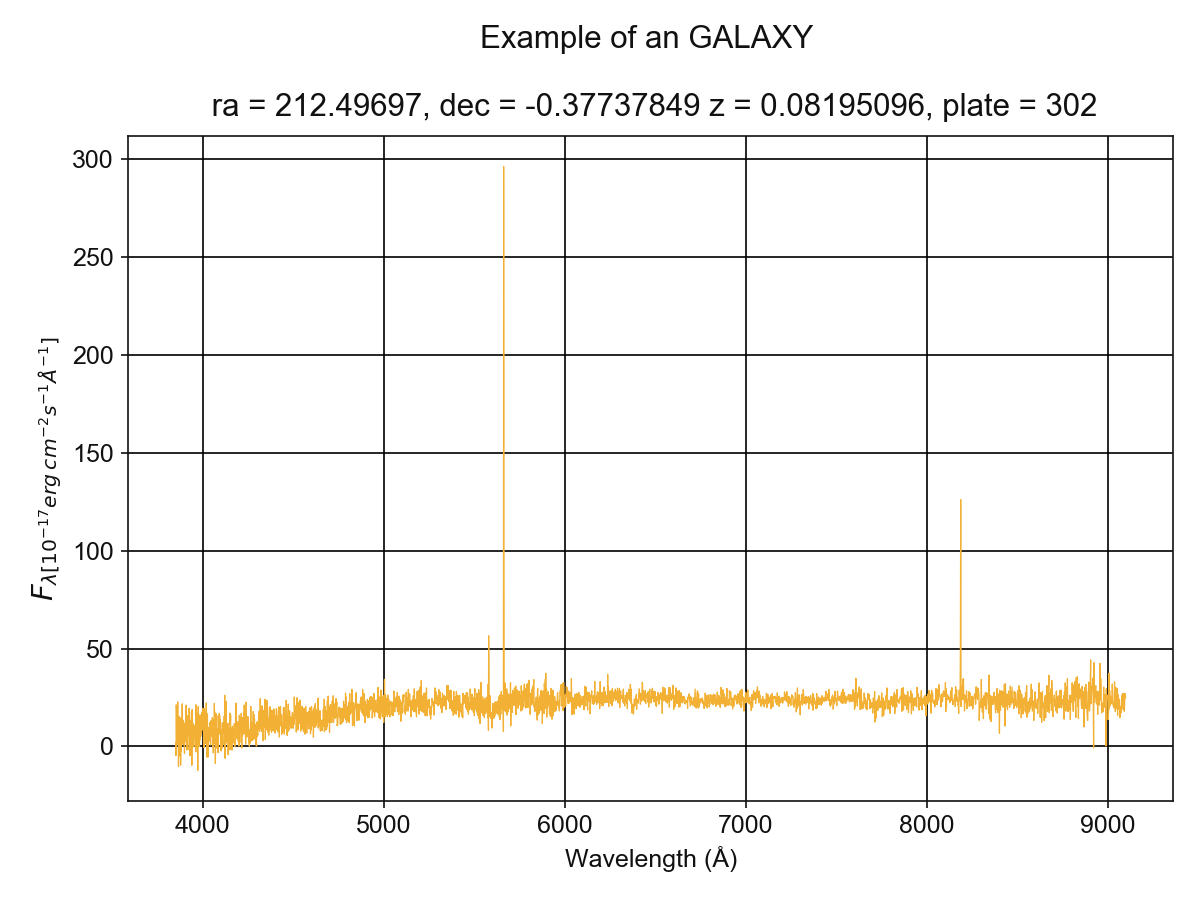 Example of an GALAXY
ra = 212.49697, dec = -0.37737849 z = 0.08195096, plate = 302
300
250
200
150
100
50
0
F_{λ[10^{-17}erg cm^{-2}s^{-1}Å^{-1}]}
4000 5000 6000 7000 8000 9000
Wavelength (Å)